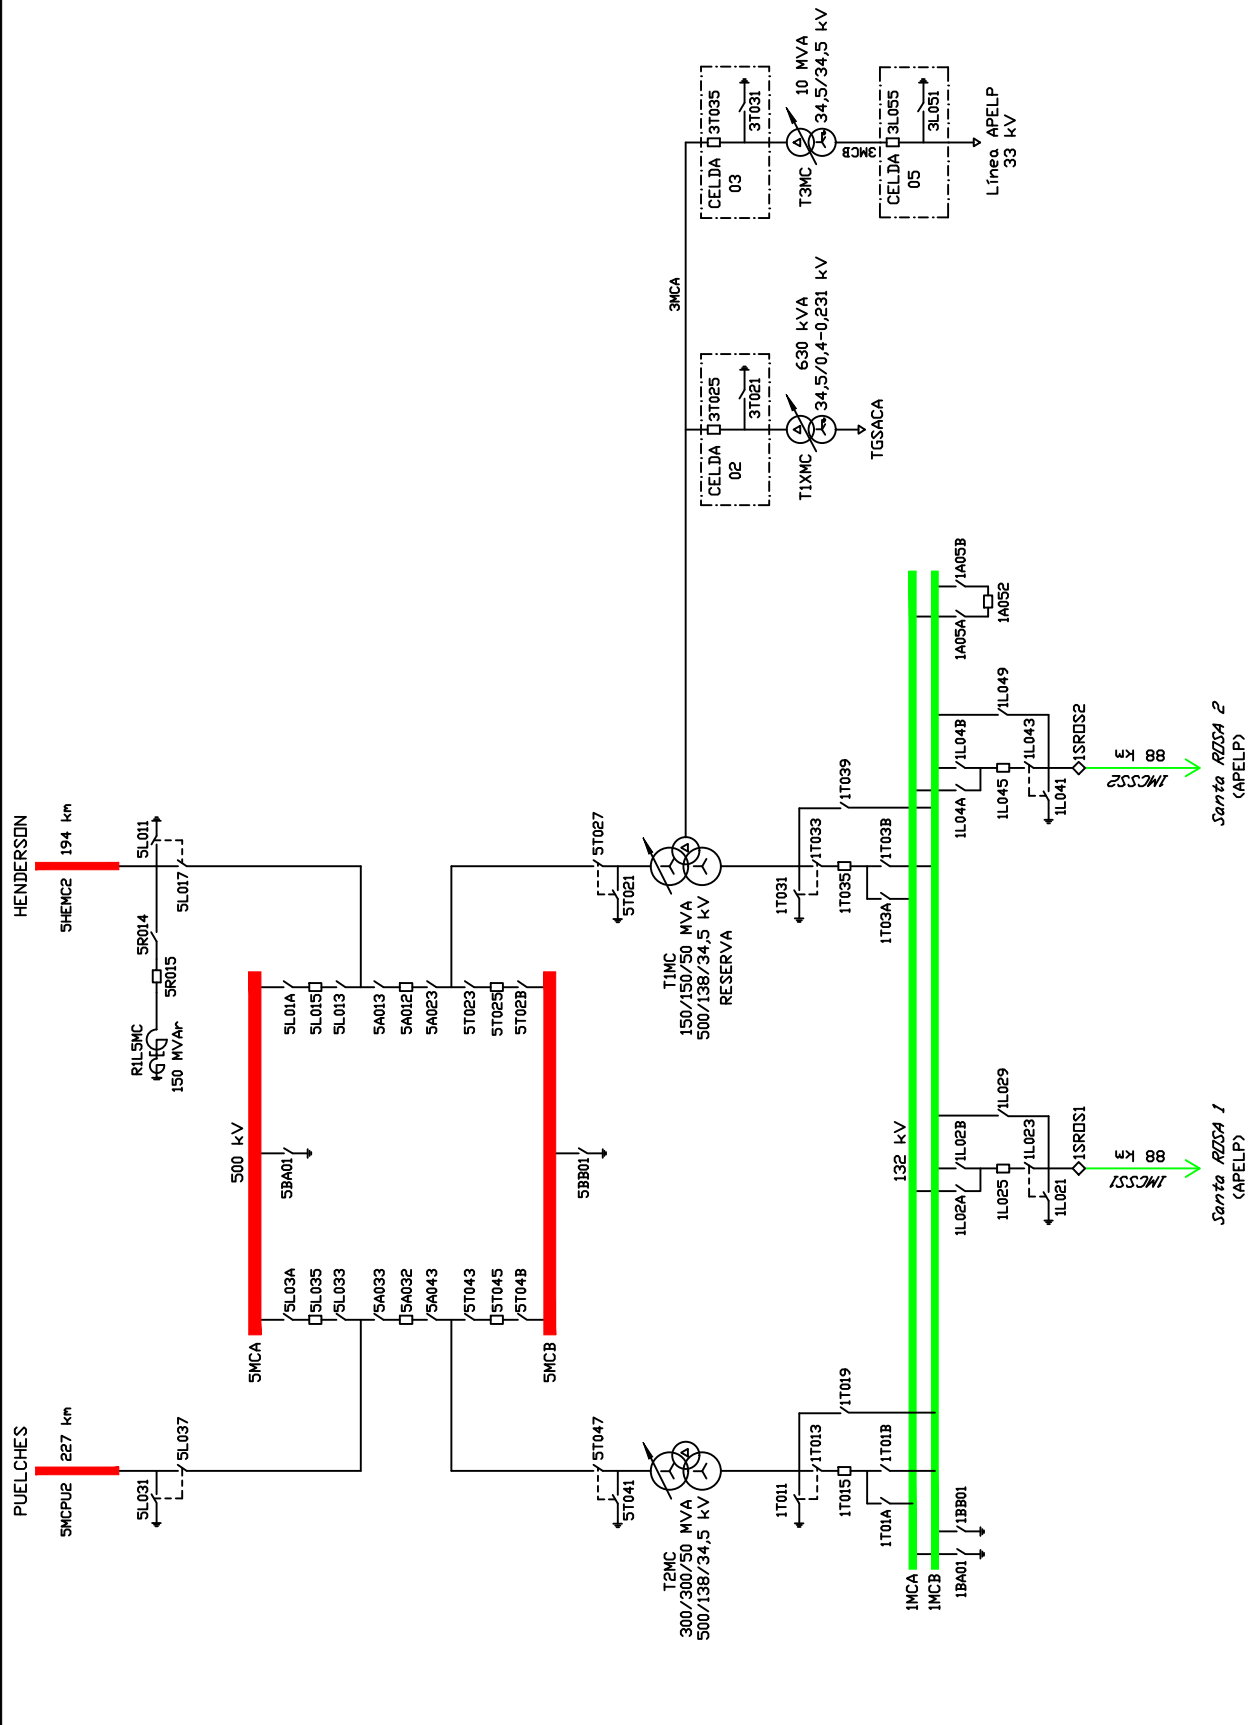 PUELCHES
5MCPU2 227 km
5L031
5L037
HENDERSON
5HEMC2 194 km
5L011
5L017
5R014
5R015
R1L5MC
150 MVAr
500 kV
5MCA
5BA01
5L03A
5L035
5L033
5A033
5A032
5A043
5T043
5T045
5T04B
5L01A
5L015
5L013
5A013
5A012
5A023
5T023
5T025
5T02B
5MCB
5BB01
5T047
5T041
T2MC
300/300/50 MVA
500/138/34,5 kV
5T027
5T021
T1MC
150/150/50 MVA
500/138/34,5 kV
RESERVA
3MCA
CELDA
02
3T025
3T021
T1XMC
630 kVA
34,5/0,4-0,231 kV
TGSACA
CELDA
03
3T035
3T031
T3MC
10 MVA
34,5/34,5 kV
3MCB
CELDA
05
3L055
3L051
Línea APELP
33 kV
1T011
1T013
1T015
1T019
1T01A
1T01B
1T031
1T033
1T035
1T039
1T03A
1T03B
132 kV
1MCA
1MCB
1BA01
1BB01
1L02A
1L02B
1L025
1L029
1L023
1L021
1SROS1
1MCSS1
88 km
Santa ROSA 1
(APELP)
1L04A
1L04B
1L045
1L049
1L043
1L041
1SROS2
1MCSS2
88 km
Santa ROSA 2
(APELP)
1A05A
1A05B
1A052